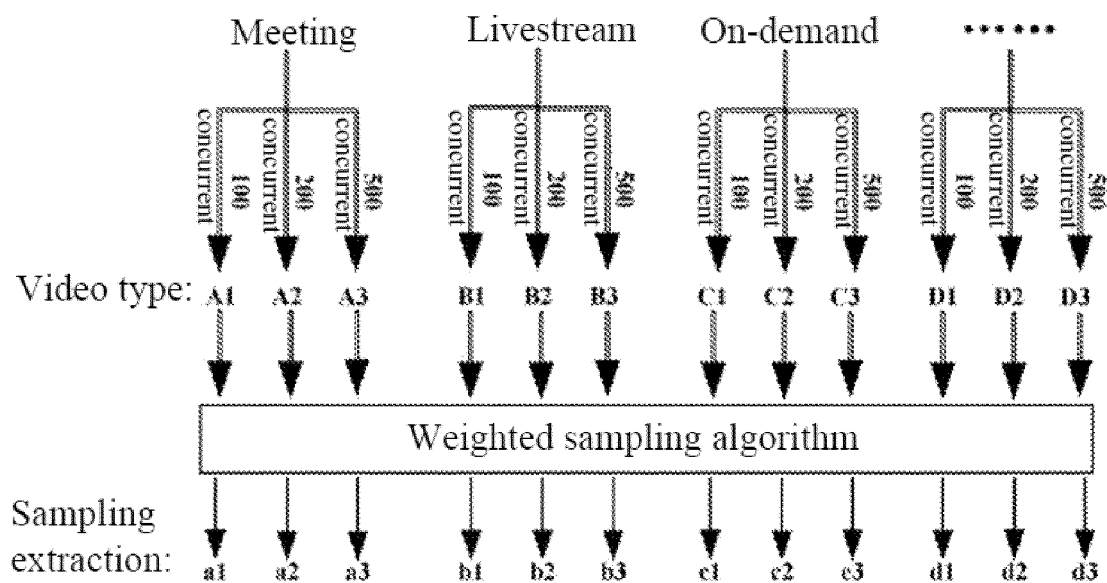 Meeting Livestream On-demand ······
concurrent 100 concurrent 200 concurrent 500 concurrent 100 concurrent 200 concurrent 500 concurrent 100 concurrent 200 concurrent 500 concurrent 100 concurrent 200 concurrent 500
Video type: A1 A2 A3 B1 B2 B3 C1 C2 C3 D1 D2 D3
Weighted sampling algorithm
Sampling
extraction: a1 a2 a3 b1 b2 b3 c1 c2 c3 d1 d2 d3